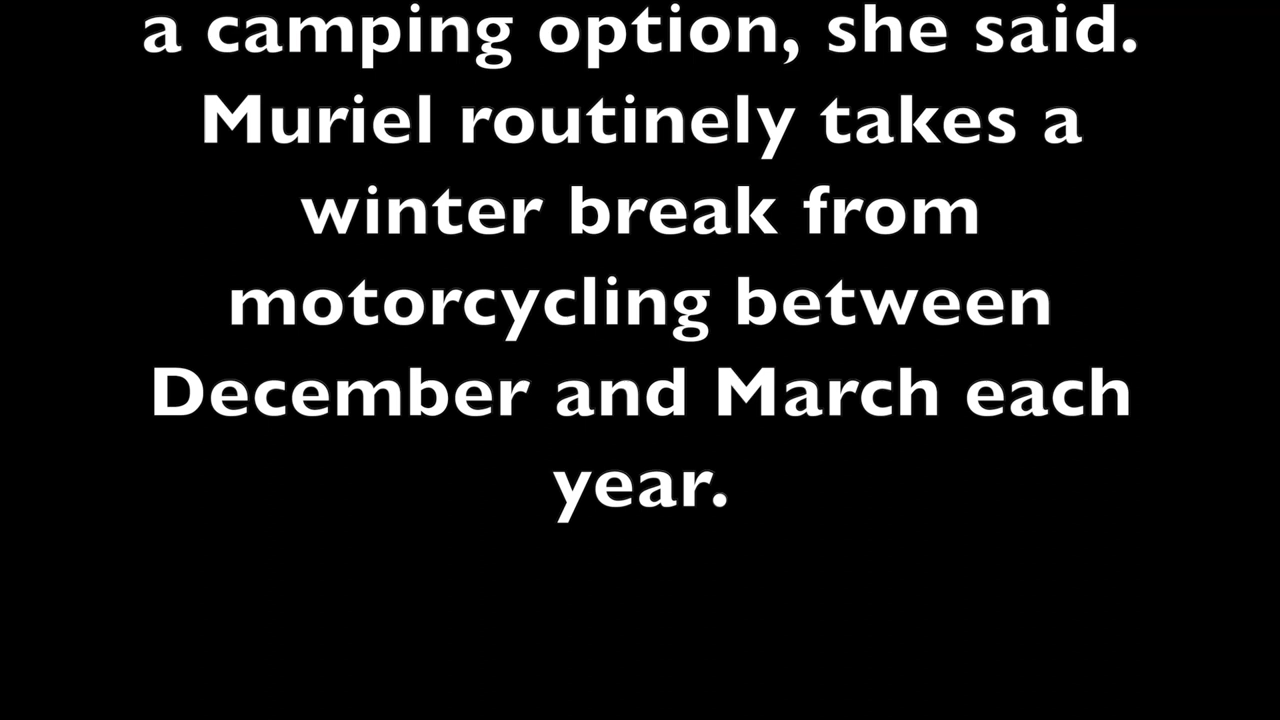 a camping option, she said.
Muriel routinely takes a
winter break from
motorcycling between
December and March each
year.